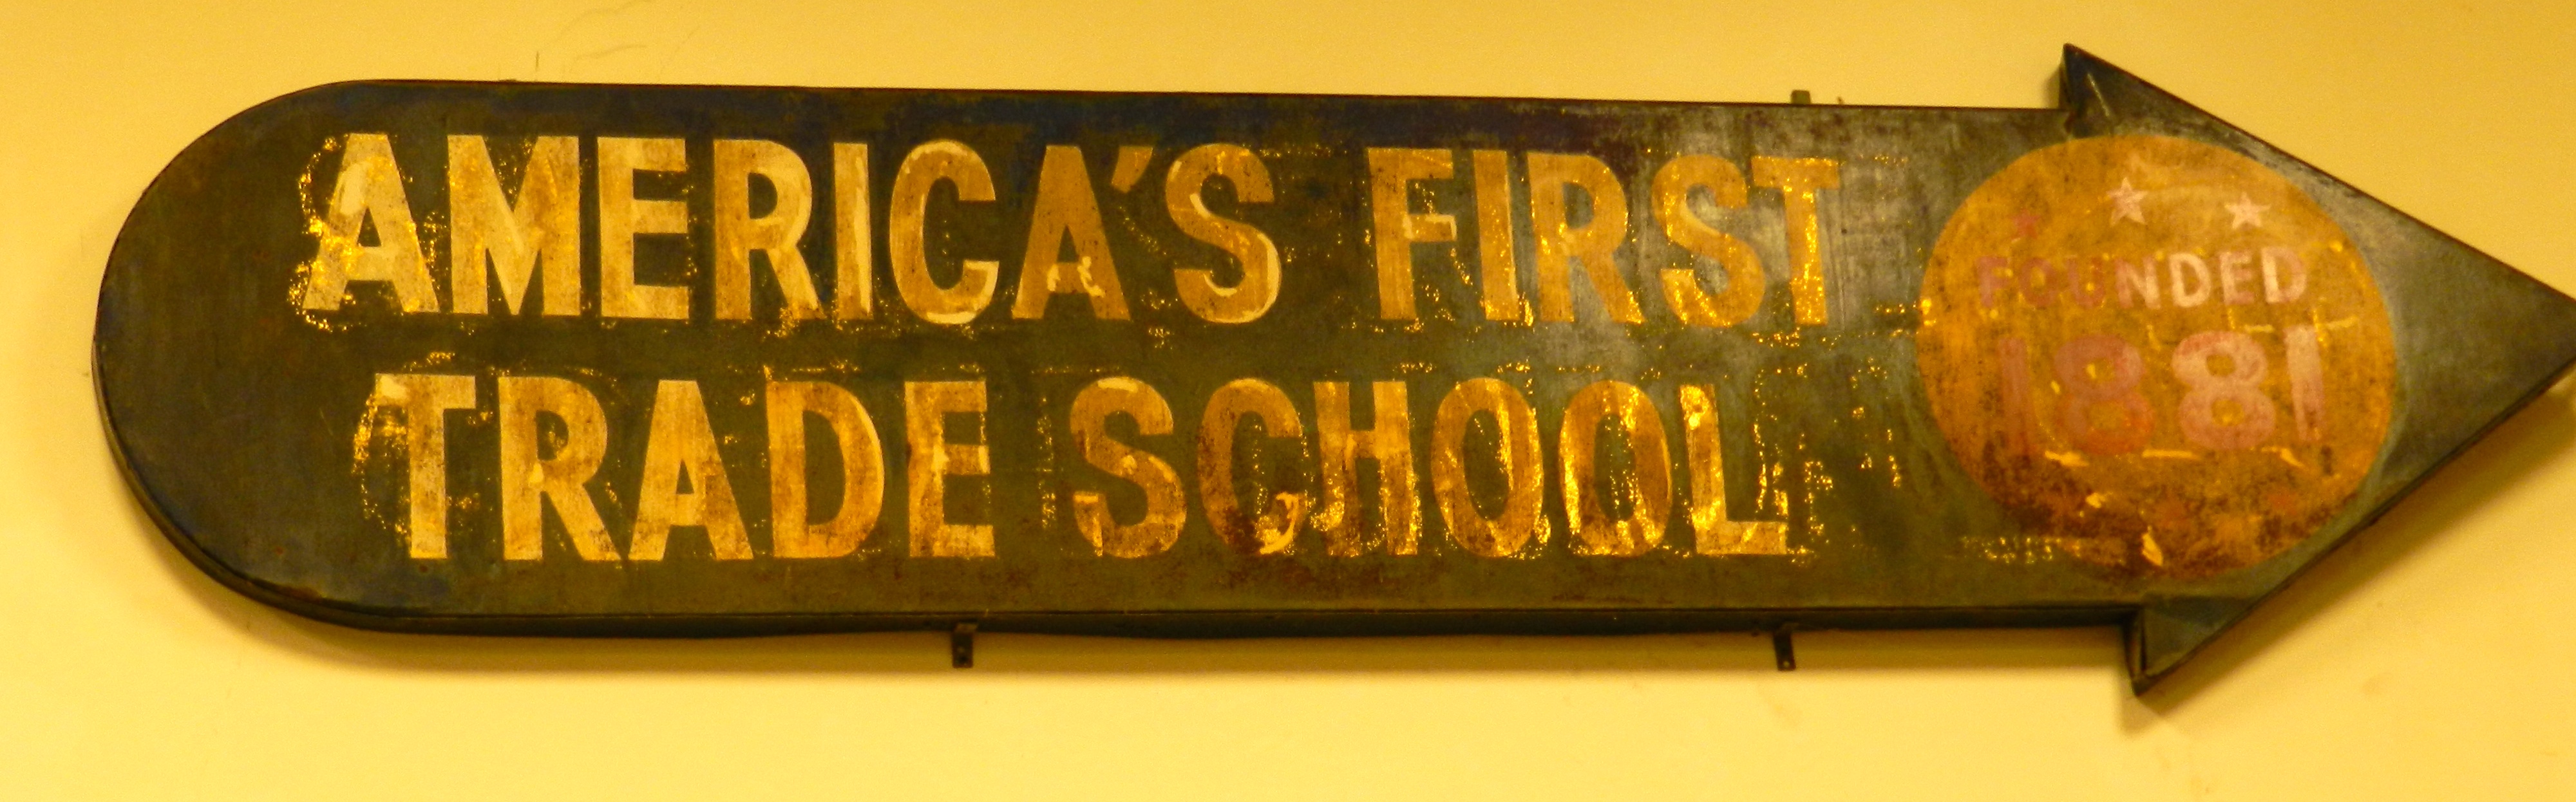 AMERICA'S FIRST
TRADE SCHOOL
FOUNDED
1881